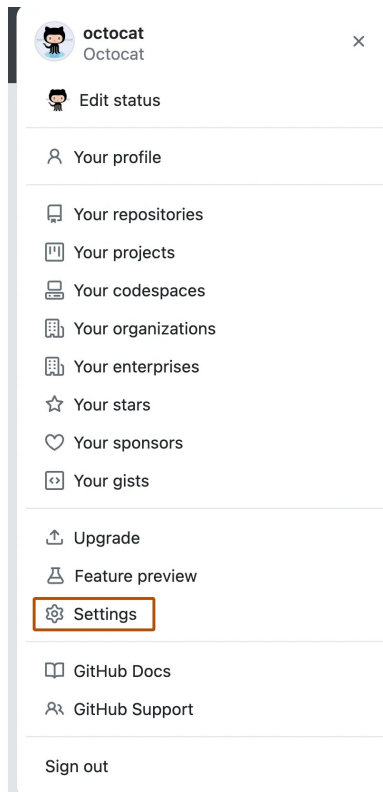 octocat
Octocat
Edit status
Your profile
Your repositories
Your projects
Your codespaces
Your organizations
Your enterprises
Your stars
Your sponsors
Your gists
Upgrade
Feature preview
Settings
GitHub Docs
GitHub Support
Sign out